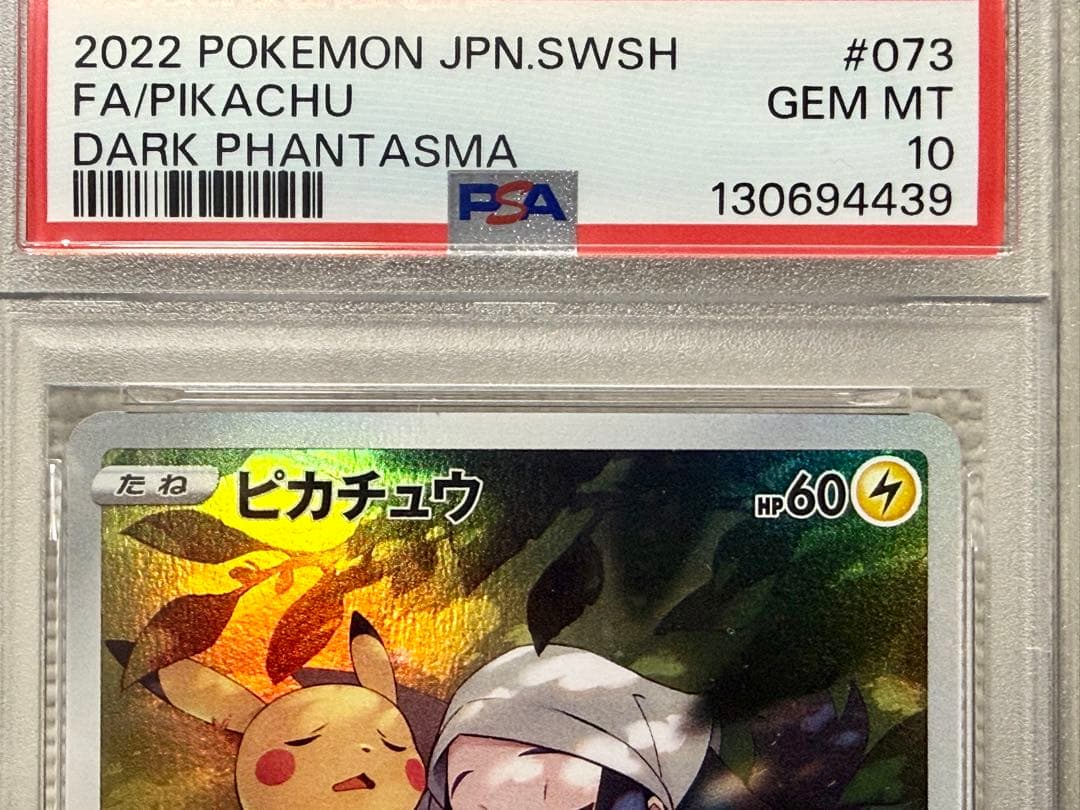 2022 POKEMON JPN.SWSH #073
FA/PIKACHU GEM MT
DARK PHANTASMA 10
PSA 130694439
たね ピカチュウ HP60